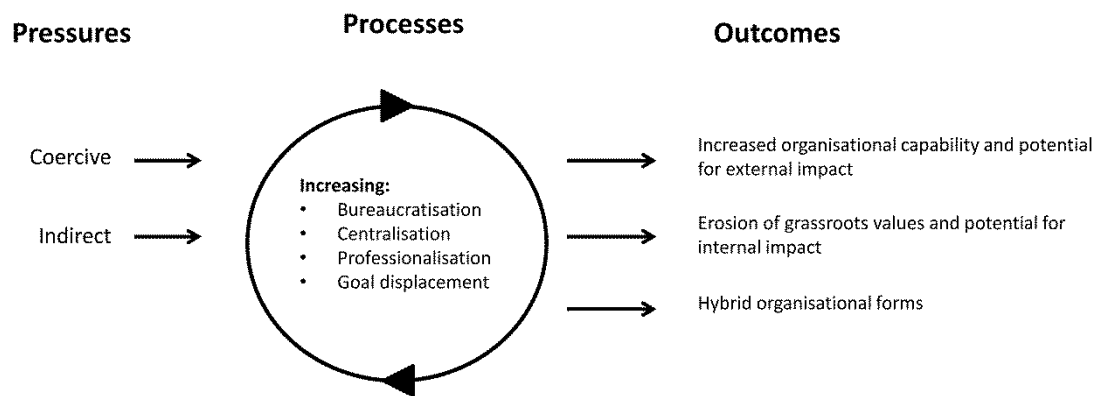 Pressures
Processes
Outcomes
Coercive
Indirect
Increasing:
• Bureaucratisation
• Centralisation
• Professionalisation
• Goal displacement
Increased organisational capability and potential
for external impact
Erosion of grassroots values and potential for
internal impact
Hybrid organisational forms